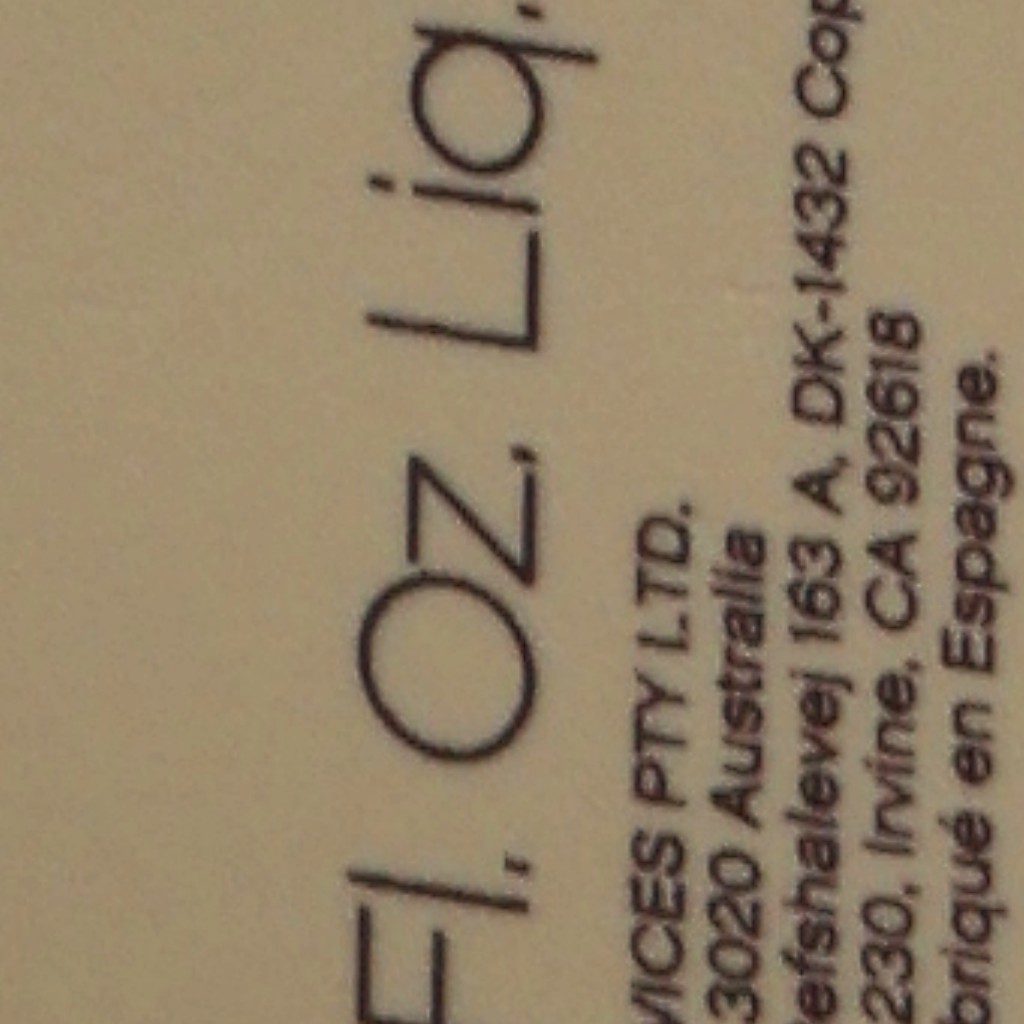 Fl. Oz. Liq.
VICES PTY LTD.
3020 Australia
efshalevej 163 A, DK-1432 Cop
230, Irvine, CA 92618
briqué en Espagne.